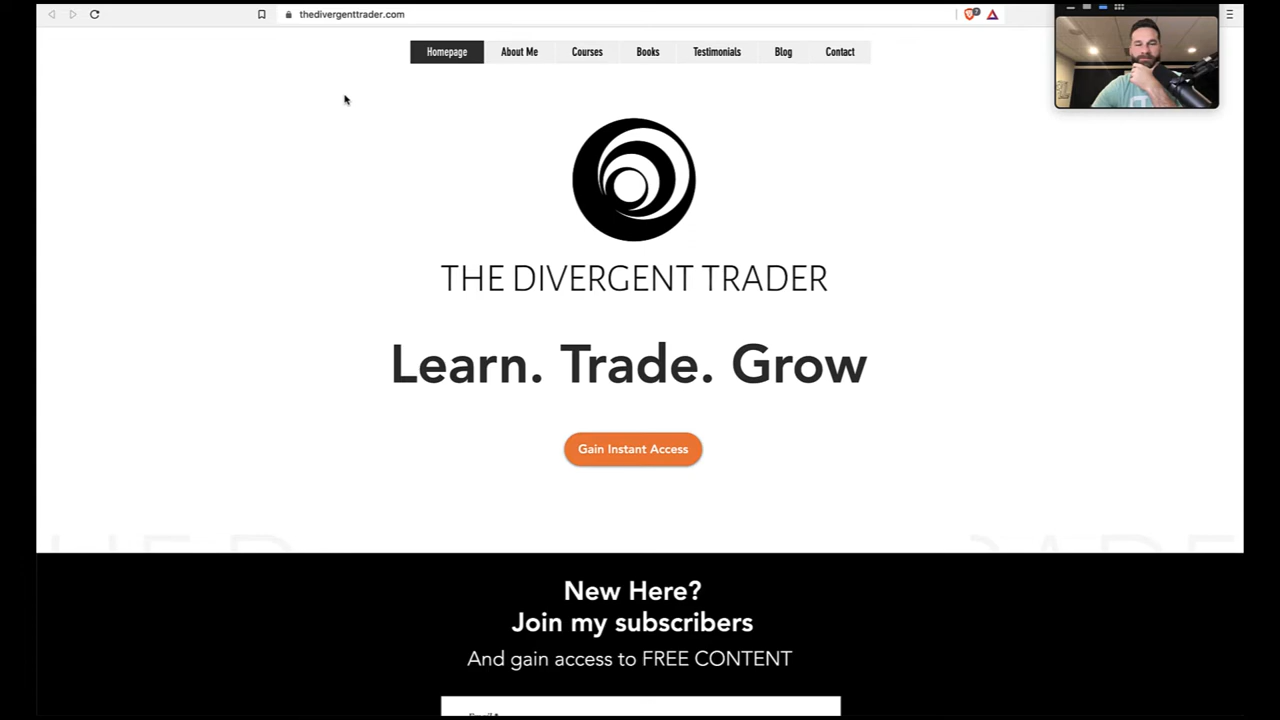 thedivergenttrader.com
7
Homepage About Me Courses Books Testimonials Blog Contact
THE DIVERGENT TRADER
Learn. Trade. Grow
Gain Instant Access
New Here?
Join my subscribers
And gain access to FREE CONTENT